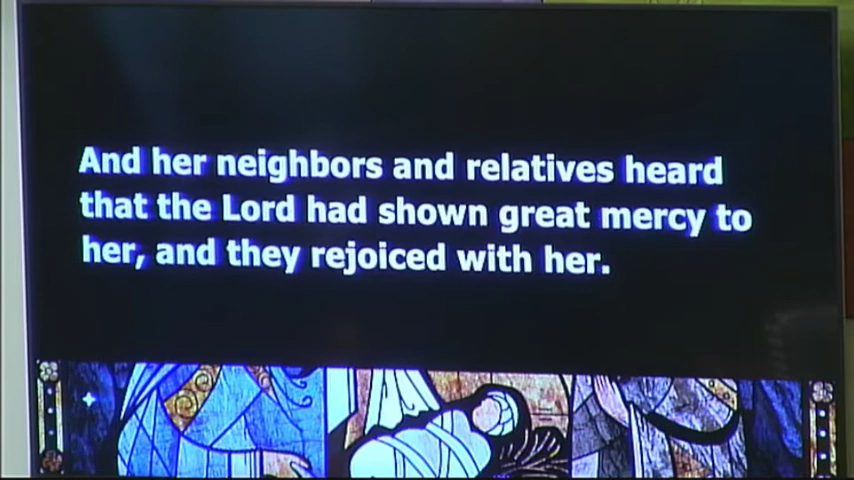 And her neighbors and relatives heard
that the Lord had shown great mercy to
her, and they rejoiced with her.